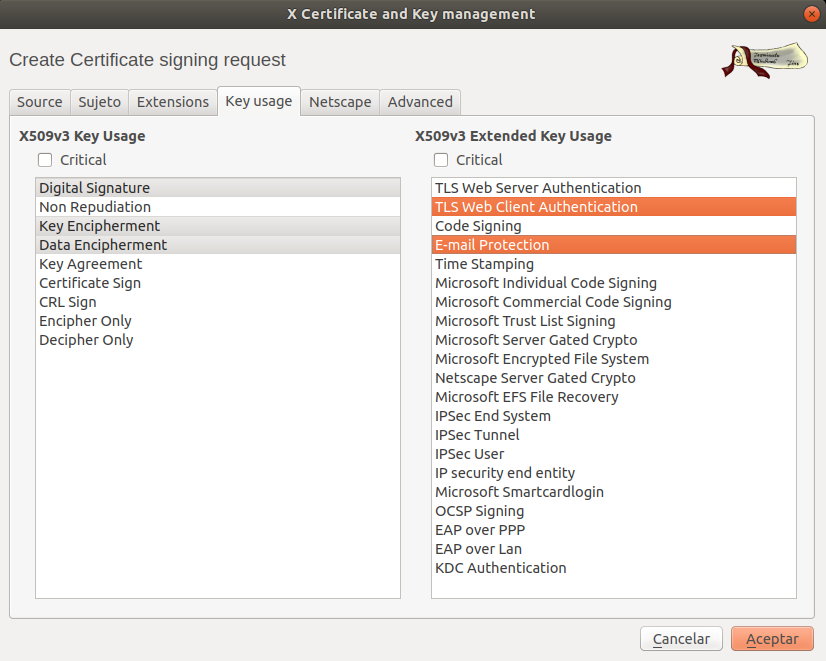 X Certificate and Key management
Create Certificate signing request
Source Sujeto Extensions Key usage Netscape Advanced
X509v3 Key Usage
Critical
Digital Signature
Non Repudiation
Key Encipherment
Data Encipherment
Key Agreement
Certificate Sign
CRL Sign
Encipher Only
Decipher Only
X509v3 Extended Key Usage
Critical
TLS Web Server Authentication
TLS Web Client Authentication
Code Signing
E-mail Protection
Time Stamping
Microsoft Individual Code Signing
Microsoft Commercial Code Signing
Microsoft Trust List Signing
Microsoft Server Gated Crypto
Microsoft Encrypted File System
Netscape Server Gated Crypto
Microsoft EFS File Recovery
IPSec End System
IPSec Tunnel
IPSec User
IP security end entity
Microsoft Smartcardlogin
OCSP Signing
EAP over PPP
EAP over Lan
KDC Authentication
Cancelar Aceptar